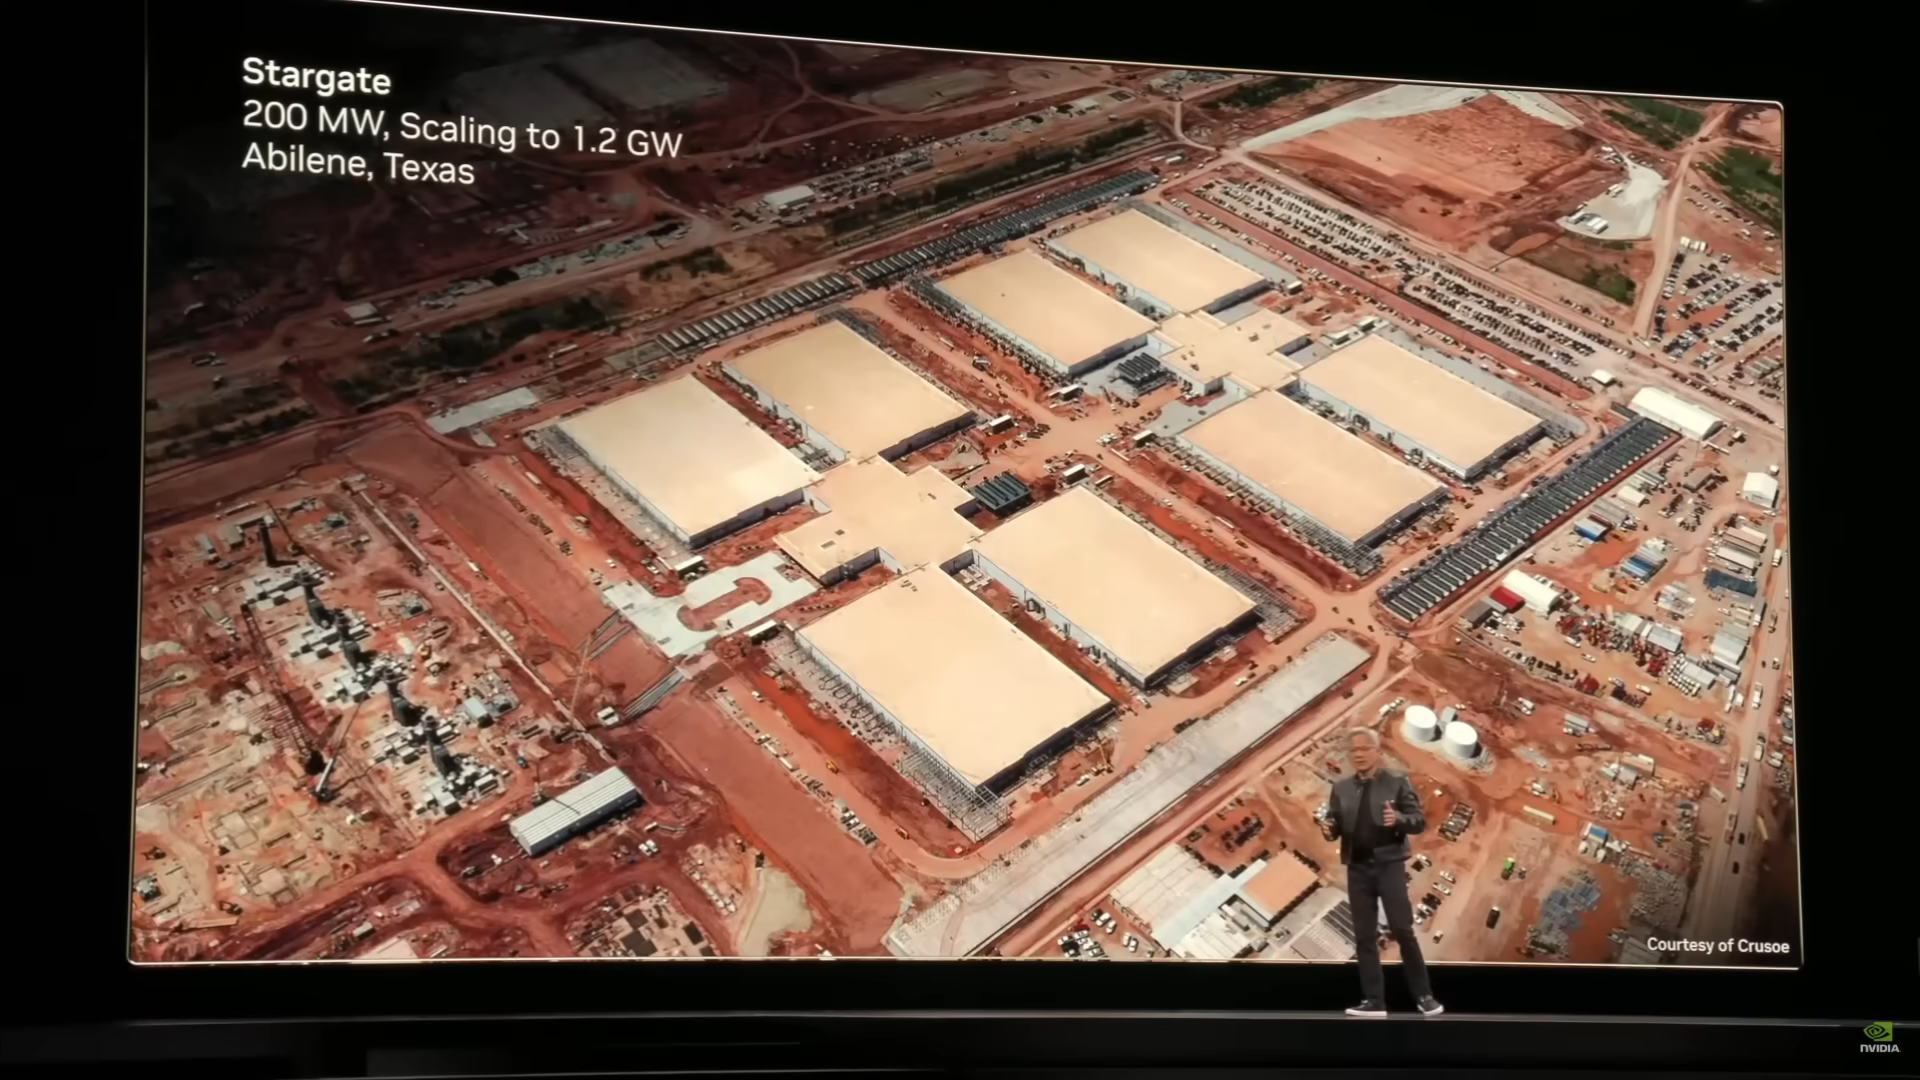 Stargate
200 MW, Scaling to 1.2 GW
Abilene, Texas
Courtesy of Crusoe
NVIDIA